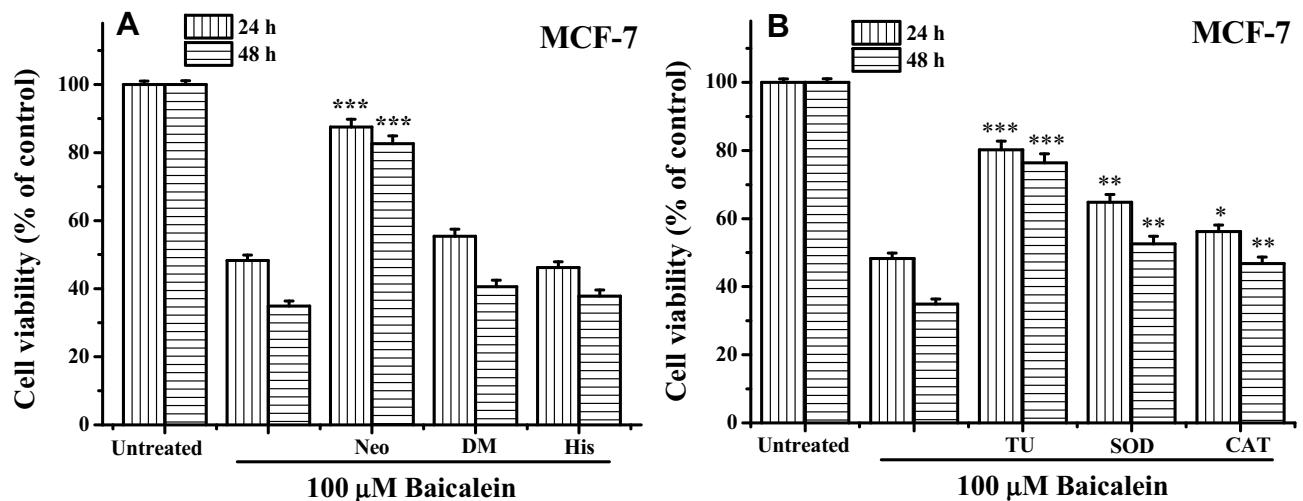 A
24 h
48 h
MCF-7
Cell viability (% of control)
100
80
60
40
20
0
***
***
Untreated
Neo
DM
His
100 μM Baicalein
B
24 h
48 h
MCF-7
Cell viability (% of control)
100
80
60
40
20
0
***
***
**
**
*
**
Untreated
TU
SOD
CAT
100 μM Baicalein